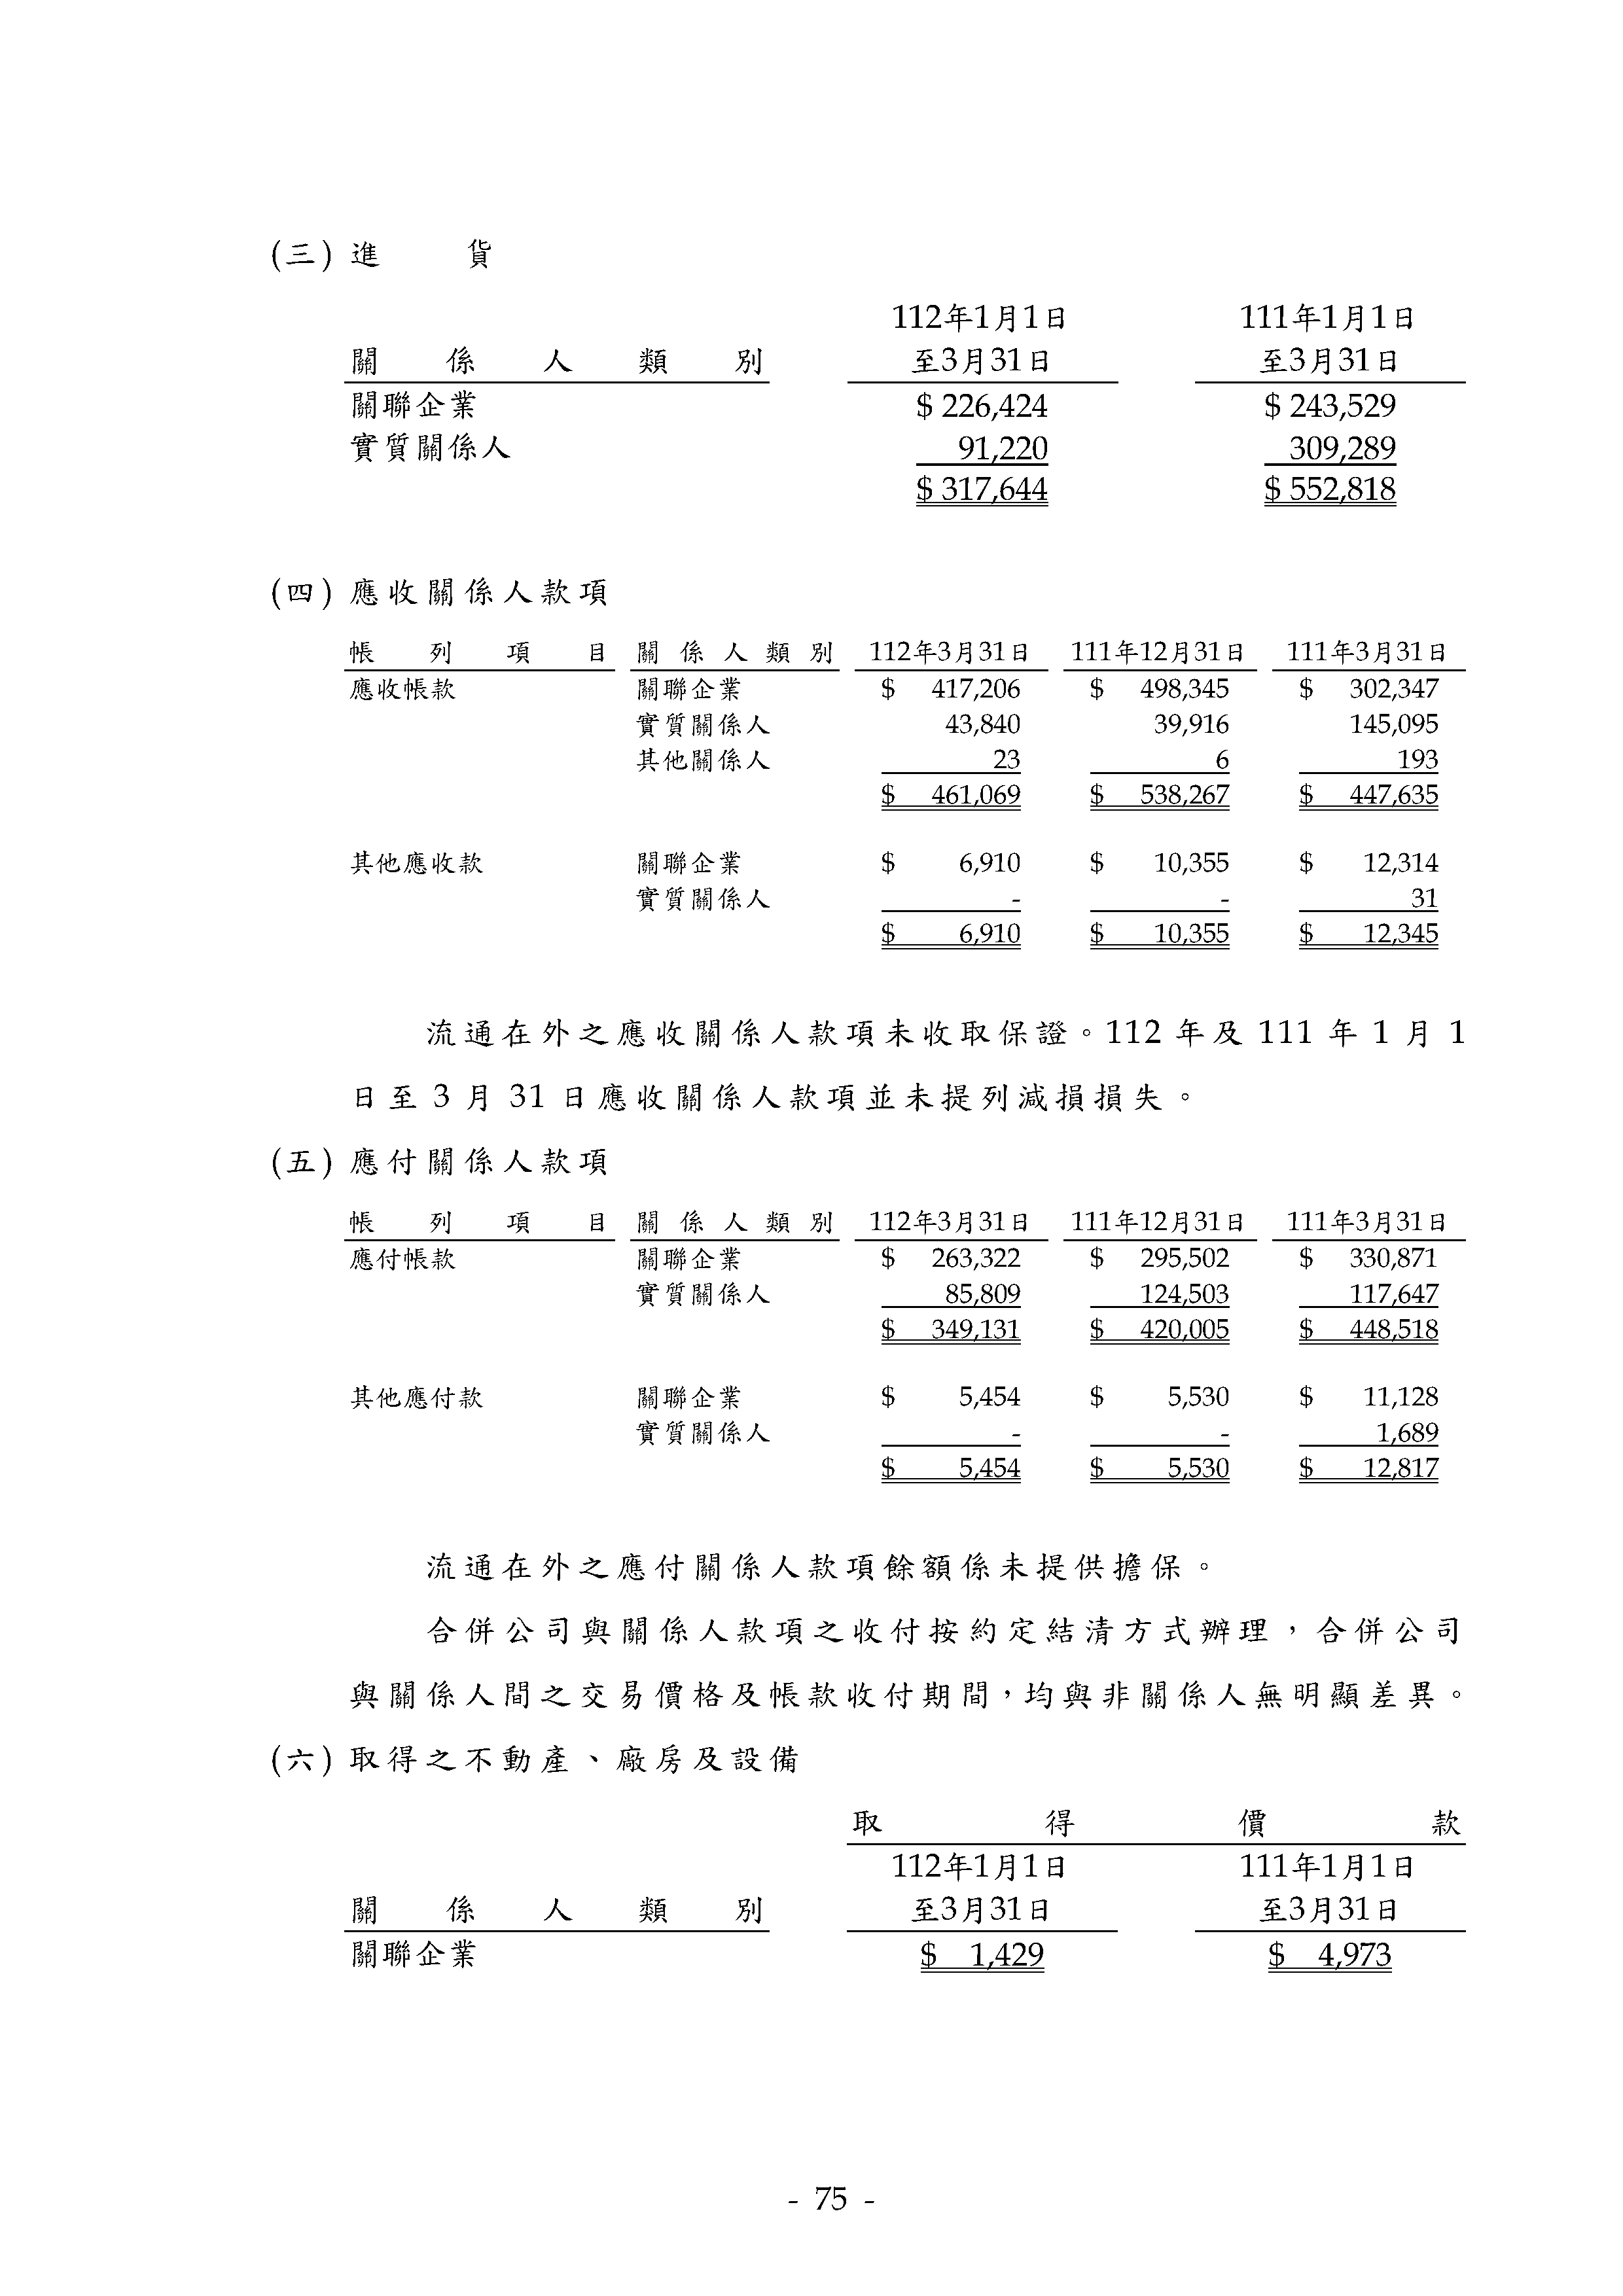 (三) 進 貨
112年1月1日 111年1月1日
關 係 人 類 別 至3月31日 至3月31日
關聯企業 $ 226,424 $ 243,529
實質關係人 91,220 309,289
$ 317,644 $ 552,818
(四) 應收關係人款項
帳 列 項 目 關 係 人 類 別 112年3月31日 111年12月31日 111年3月31日
應收帳款 關聯企業 $ 417,206 $ 498,345 $ 302,347
實質關係人 43,840 39,916 145,095
其他關係人 23 6 193
$ 461,069 $ 538,267 $ 447,635
其他應收款 關聯企業 $ 6,910 $ 10,355 $ 12,314
實質關係人 - - 31
$ 6,910 $ 10,355 $ 12,345
流通在外之應收關係人款項未收取保證。112 年及 111 年 1 月 1
日至 3 月 31 日應收關係人款項並未提列減損損失。
(五) 應付關係人款項
帳 列 項 目 關 係 人 類 別 112年3月31日 111年12月31日 111年3月31日
應付帳款 關聯企業 $ 263,322 $ 295,502 $ 330,871
實質關係人 85,809 124,503 117,647
$ 349,131 $ 420,005 $ 448,518
其他應付款 關聯企業 $ 5,454 $ 5,530 $ 11,128
實質關係人 - - 1,689
$ 5,454 $ 5,530 $ 12,817
流通在外之應付關係人款項餘額係未提供擔保。
合併公司與關係人款項之收付按約定結清方式辦理，合併公司
與關係人間之交易價格及帳款收付期間，均與非關係人無明顯差異。
(六) 取得之不動產、廠房及設備
取 得 價 款
112年1月1日 111年1月1日
關 係 人 類 別 至3月31日 至3月31日
關聯企業 $ 1,429 $ 4,973
- 75 -